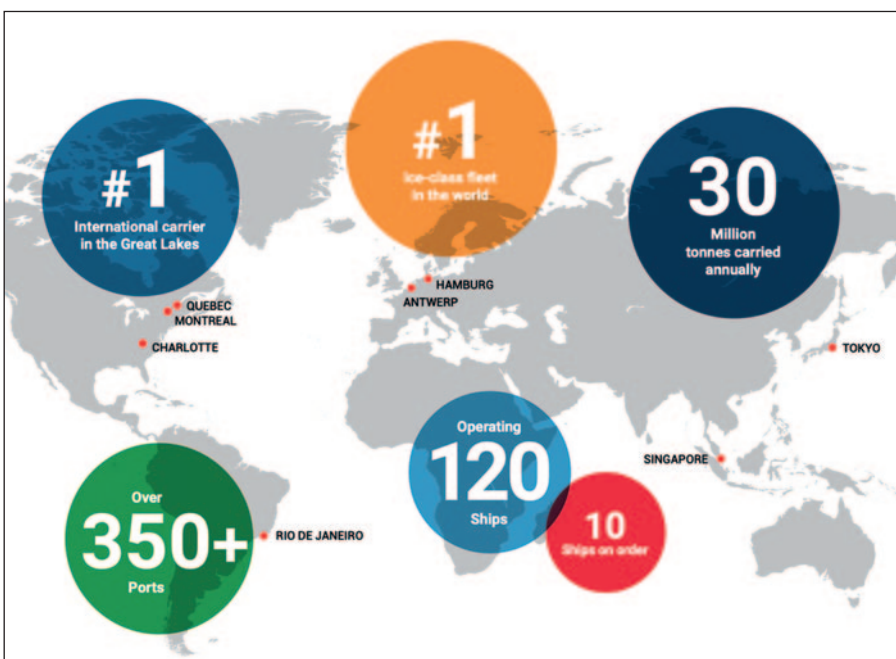 #1
International carrier
in the Great Lakes
#1
Ice-class fleet
in the world
30
Million
tonnes carried
annually
HAMBURG
ANTWERP
QUEBEC
MONTREAL
CHARLOTTE
TOKYO
Operating
120
Ships
SINGAPORE
Over
350+
Ports
RIO DE JANEIRO
10
Ships on order